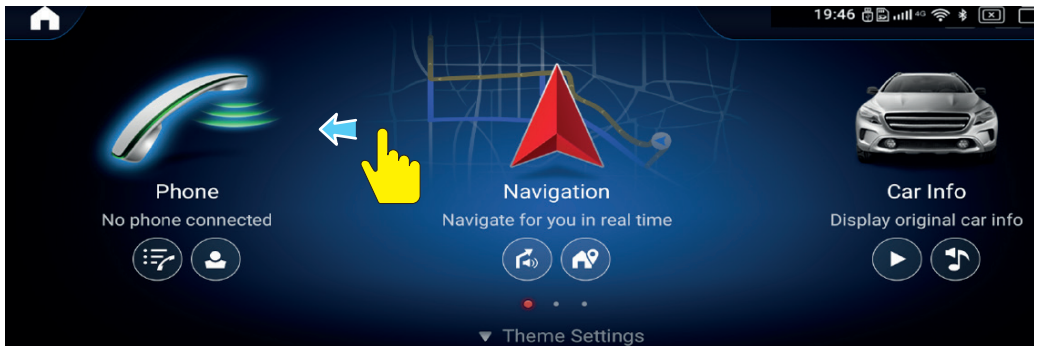 19:46 4G
Phone
No phone connected
Navigation
Navigate for you in real time
Car Info
Display original car info
Theme Settings